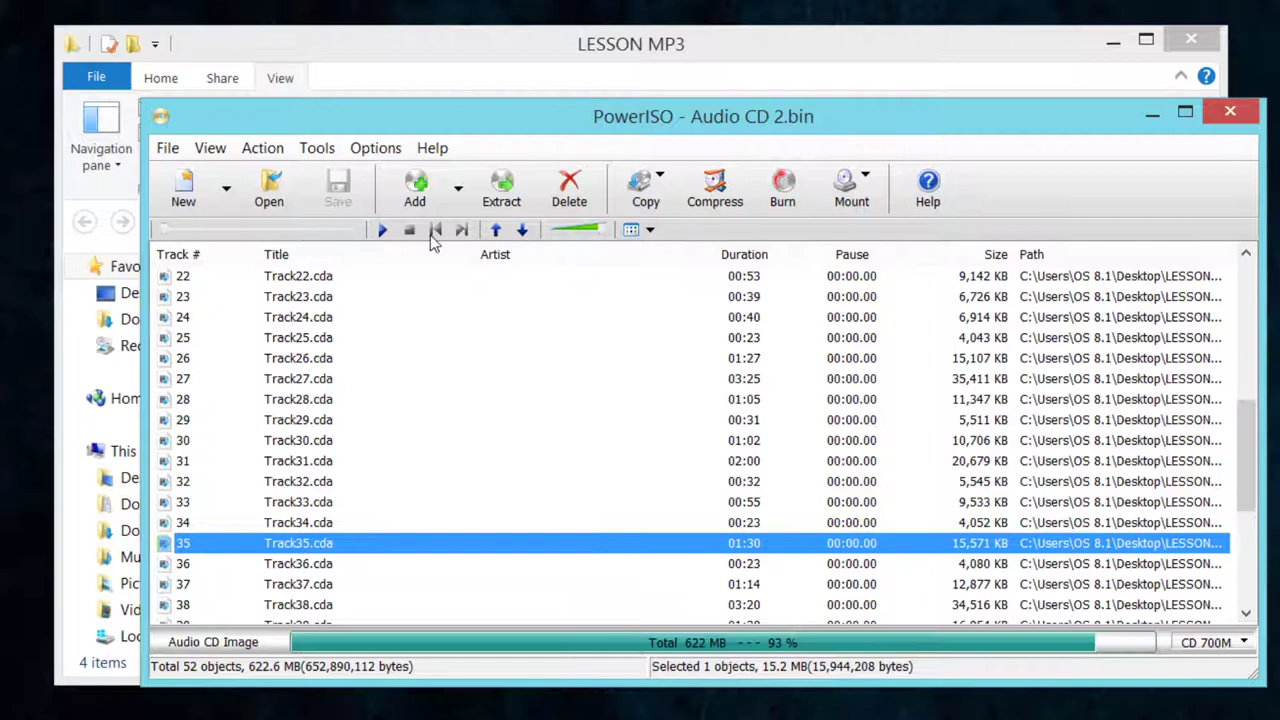 LESSON MP3
File Home Share View
Navigation
pane
PowerISO - Audio CD 2.bin
File View Action Tools Options Help
New Open Save Add Extract Delete Copy Compress Burn Mount Help
Track # Title Artist Duration Pause Size Path
22 Track22.cda 00:53 00:00.00 9,142 KB C:\Users\OS 8.1\Desktop\LESSON...
23 Track23.cda 00:39 00:00.00 6,726 KB C:\Users\OS 8.1\Desktop\LESSON...
24 Track24.cda 00:40 00:00.00 6,914 KB C:\Users\OS 8.1\Desktop\LESSON...
25 Track25.cda 00:23 00:00.00 4,043 KB C:\Users\OS 8.1\Desktop\LESSON...
26 Track26.cda 01:27 00:00.00 15,107 KB C:\Users\OS 8.1\Desktop\LESSON...
27 Track27.cda 03:25 00:00.00 35,411 KB C:\Users\OS 8.1\Desktop\LESSON...
28 Track28.cda 01:05 00:00.00 11,347 KB C:\Users\OS 8.1\Desktop\LESSON...
29 Track29.cda 00:31 00:00.00 5,511 KB C:\Users\OS 8.1\Desktop\LESSON...
30 Track30.cda 01:02 00:00.00 10,706 KB C:\Users\OS 8.1\Desktop\LESSON...
31 Track31.cda 02:00 00:00.00 20,679 KB C:\Users\OS 8.1\Desktop\LESSON...
32 Track32.cda 00:32 00:00.00 5,545 KB C:\Users\OS 8.1\Desktop\LESSON...
33 Track33.cda 00:55 00:00.00 9,533 KB C:\Users\OS 8.1\Desktop\LESSON...
34 Track34.cda 00:23 00:00.00 4,052 KB C:\Users\OS 8.1\Desktop\LESSON...
35 Track35.cda 01:30 00:00.00 15,571 KB C:\Users\OS 8.1\Desktop\LESSON...
36 Track36.cda 00:23 00:00.00 4,080 KB C:\Users\OS 8.1\Desktop\LESSON...
37 Track37.cda 01:14 00:00.00 12,877 KB C:\Users\OS 8.1\Desktop\LESSON...
38 Track38.cda 03:20 00:00.00 34,516 KB C:\Users\OS 8.1\Desktop\LESSON...
Favo
De
Do
Rec
Hom
This
De
Do
Do
Mu
Pic
Vid
Loc
Audio CD Image Total 622 MB --- 93 % CD 700M
4 items
Total 52 objects, 622.6 MB(652,890,112 bytes) Selected 1 objects, 15.2 MB(15,944,208 bytes)